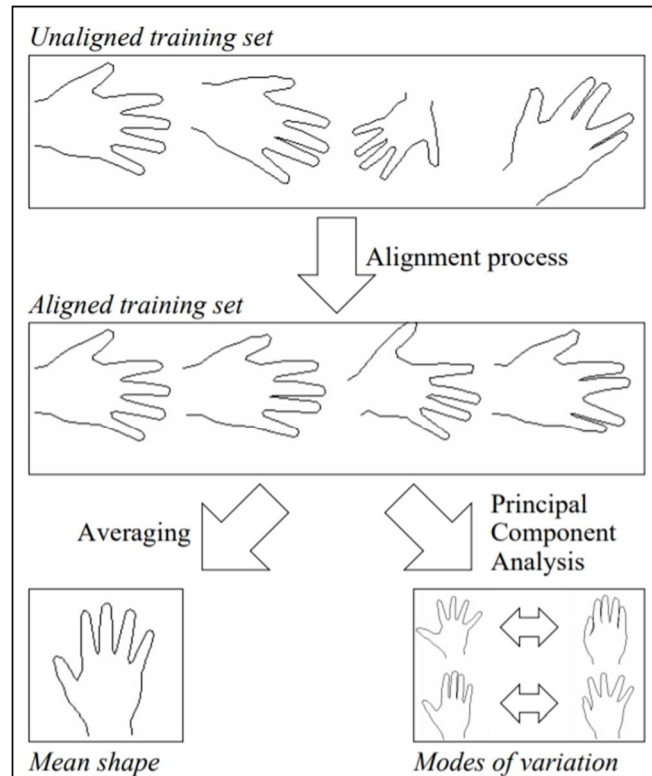 Unaligned training set
Alignment process
Aligned training set
Averaging
Principal
Component
Analysis
Mean shape
Modes of variation